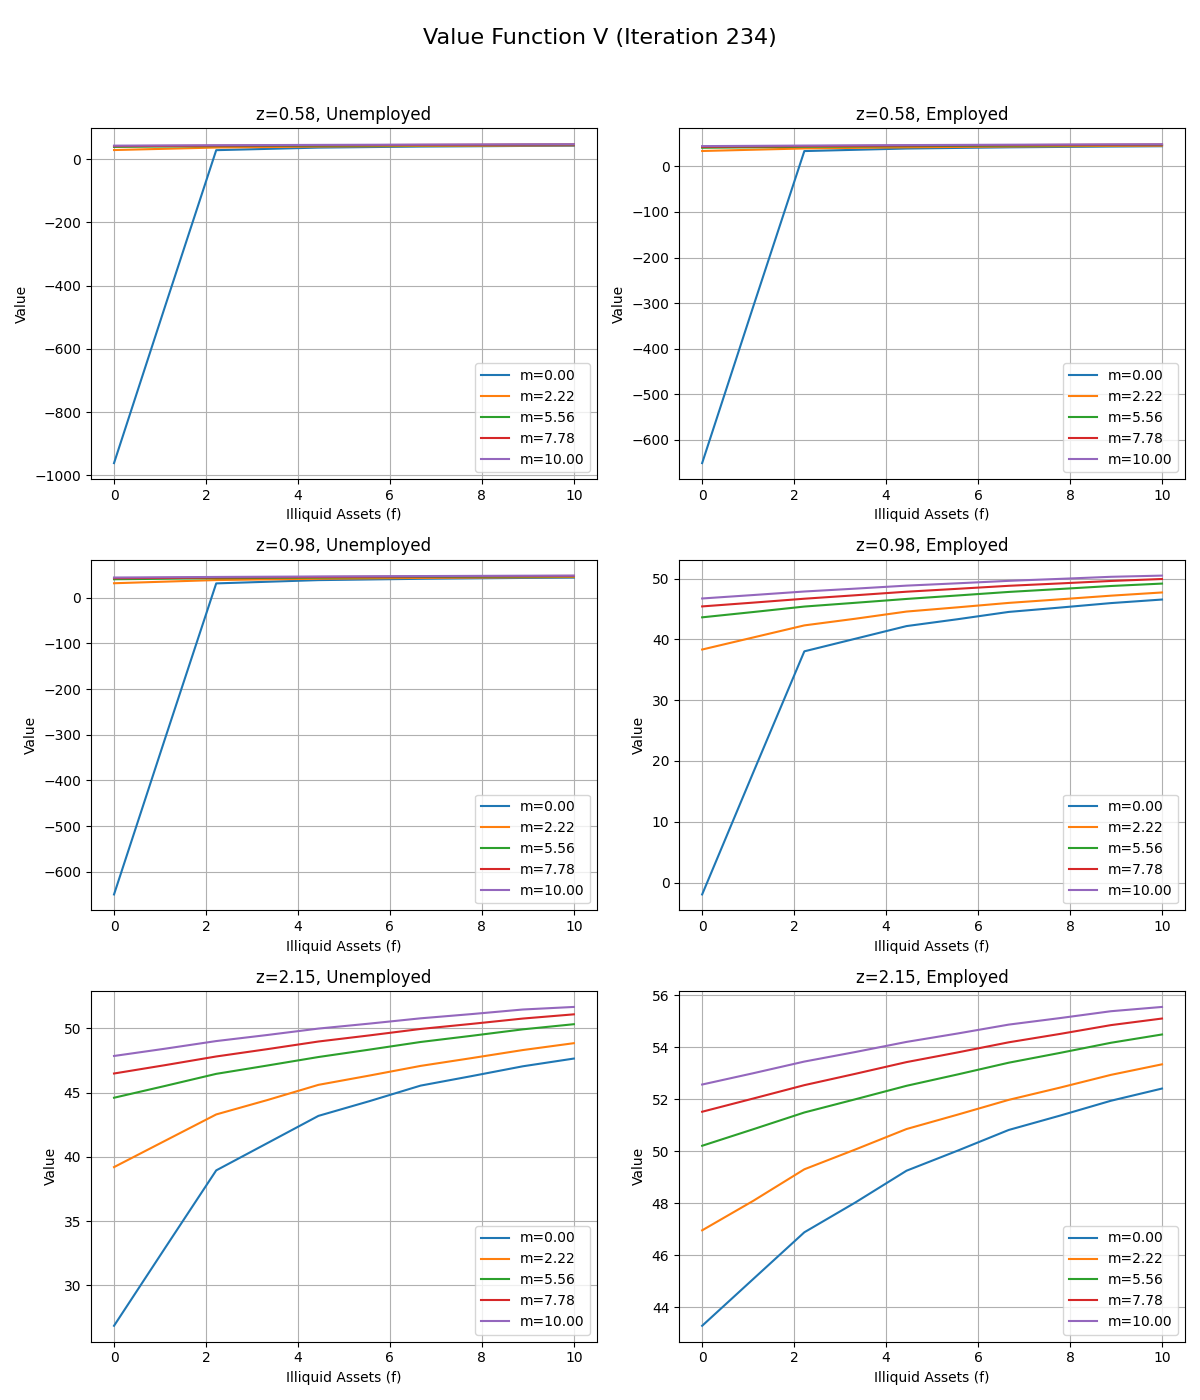 Value Function V (Iteration 234)
z=0.58, Unemployed
Value
0
−200
−400
−600
−800
−1000
0 2 4 6 8 10
Illiquid Assets (f)
m=0.00
m=2.22
m=5.56
m=7.78
m=10.00
z=0.58, Employed
Value
0
−100
−200
−300
−400
−500
−600
0 2 4 6 8 10
Illiquid Assets (f)
m=0.00
m=2.22
m=5.56
m=7.78
m=10.00
z=0.98, Unemployed
Value
0
−100
−200
−300
−400
−500
−600
0 2 4 6 8 10
Illiquid Assets (f)
m=0.00
m=2.22
m=5.56
m=7.78
m=10.00
z=0.98, Employed
Value
50
40
30
20
10
0
0 2 4 6 8 10
Illiquid Assets (f)
m=0.00
m=2.22
m=5.56
m=7.78
m=10.00
z=2.15, Unemployed
Value
50
45
40
35
30
0 2 4 6 8 10
Illiquid Assets (f)
m=0.00
m=2.22
m=5.56
m=7.78
m=10.00
z=2.15, Employed
Value
56
54
52
50
48
46
44
0 2 4 6 8 10
Illiquid Assets (f)
m=0.00
m=2.22
m=5.56
m=7.78
m=10.00